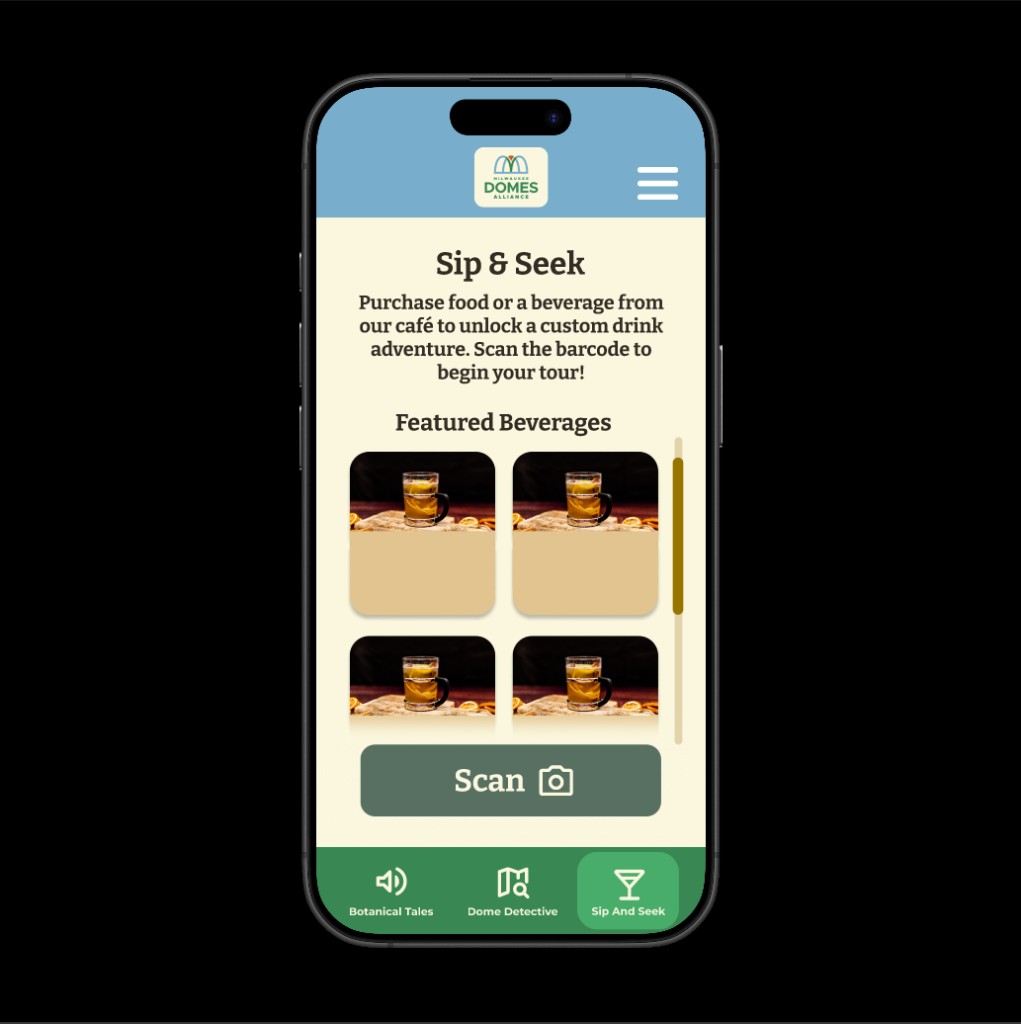 MILWAUKEE
DOMES
ALLIANCE
Sip & Seek
Purchase food or a beverage from
our café to unlock a custom drink
adventure. Scan the barcode to
begin your tour!
Featured Beverages
Scan
Botanical Tales
Dome Detective
Sip And Seek